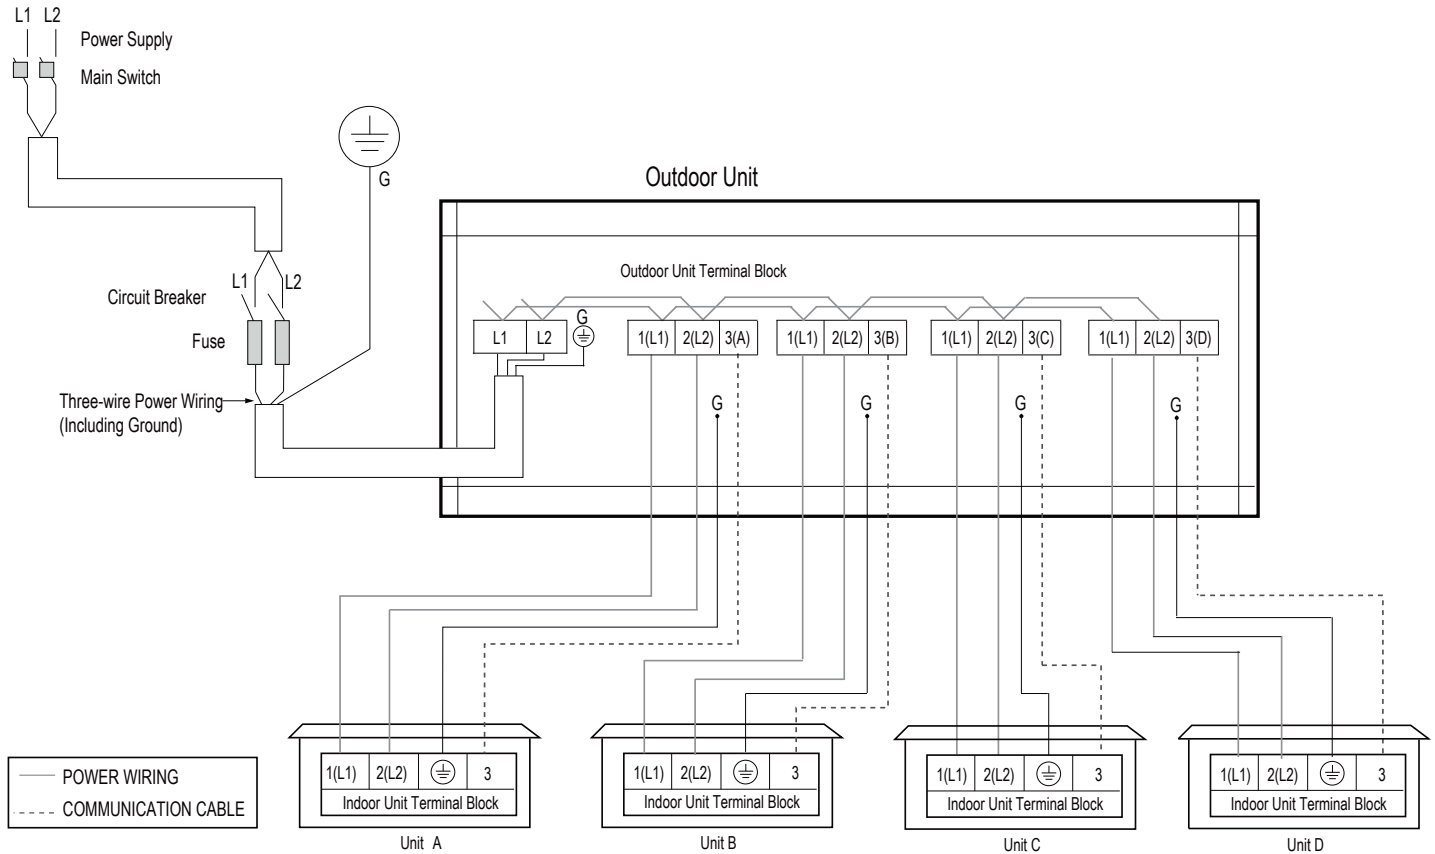 L1 L2
Power Supply
Main Switch
G
Outdoor Unit
L1 L2
Circuit Breaker
Fuse
Three-wire Power Wiring
(Including Ground)
Outdoor Unit Terminal Block
G
L1 L2
1(L1) 2(L2) 3(A)
1(L1) 2(L2) 3(B)
1(L1) 2(L2) 3(C)
1(L1) 2(L2) 3(D)
G G G G
POWER WIRING
COMMUNICATION CABLE
1(L1) 2(L2) 3
Indoor Unit Terminal Block
Unit A
1(L1) 2(L2) 3
Indoor Unit Terminal Block
Unit B
1(L1) 2(L2) 3
Indoor Unit Terminal Block
Unit C
1(L1) 2(L2) 3
Indoor Unit Terminal Block
Unit D